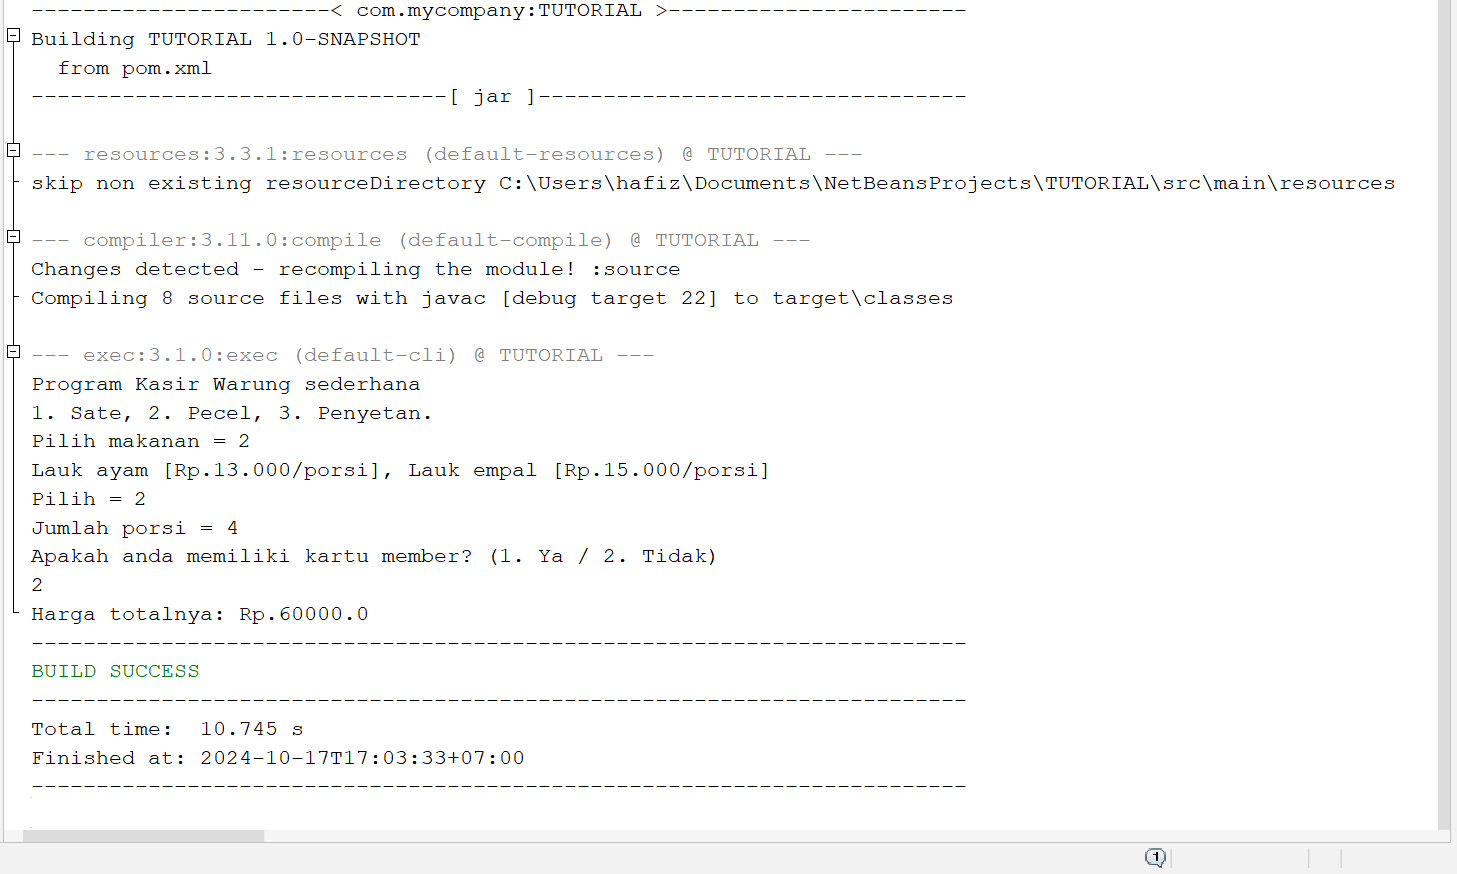 -----------------------< com.mycompany:TUTORIAL >-----------------------
Building TUTORIAL 1.0-SNAPSHOT
  from pom.xml
--------------------------------[ jar ]---------------------------------
--- resources:3.3.1:resources (default-resources) @ TUTORIAL ---
skip non existing resourceDirectory C:\Users\hafiz\Documents\NetBeansProjects\TUTORIAL\src\main\resources
--- compiler:3.11.0:compile (default-compile) @ TUTORIAL ---
Changes detected - recompiling the module! :source
Compiling 8 source files with javac [debug target 22] to target\classes
--- exec:3.1.0:exec (default-cli) @ TUTORIAL ---
Program Kasir Warung sederhana
1. Sate, 2. Pecel, 3. Penyetan.
Pilih makanan = 2
Lauk ayam [Rp.13.000/porsi], Lauk empal [Rp.15.000/porsi]
Pilih = 2
Jumlah porsi = 4
Apakah anda memiliki kartu member? (1. Ya / 2. Tidak)
2
Harga totalnya: Rp.60000.0
------------------------------------------------------------------------
BUILD SUCCESS
------------------------------------------------------------------------
Total time:  10.745 s
Finished at: 2024-10-17T17:03:33+07:00
------------------------------------------------------------------------
1